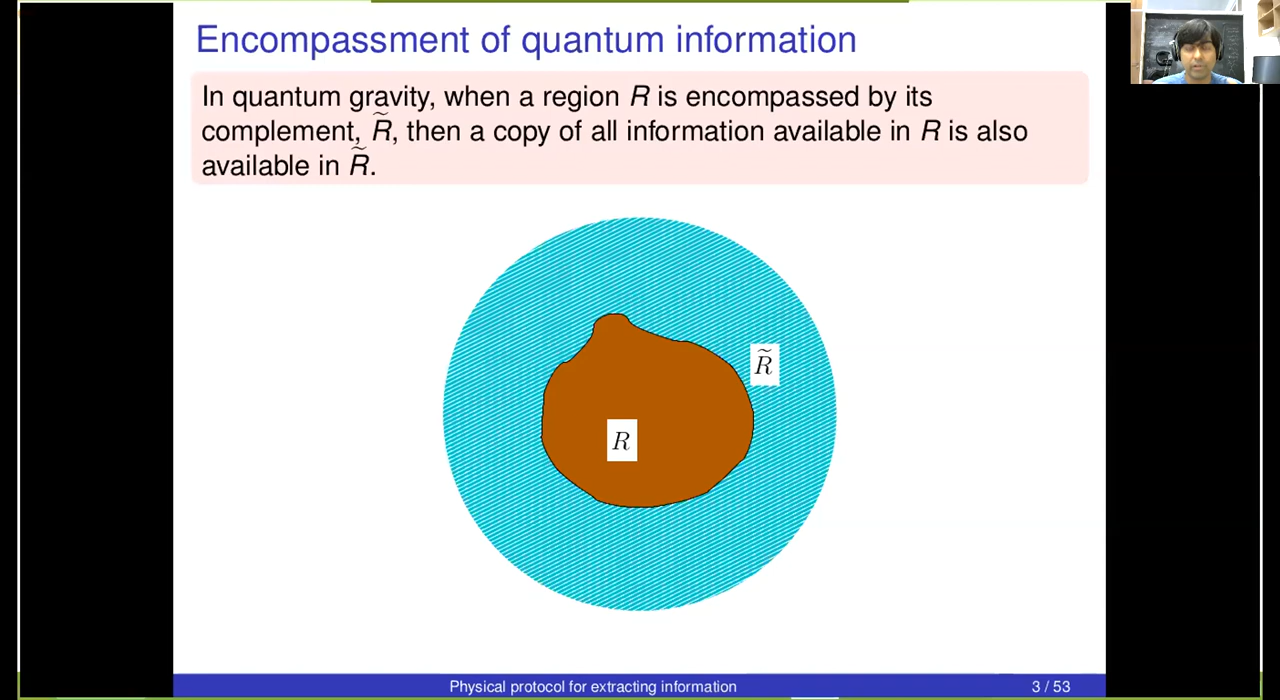 Encompassment of quantum information
In quantum gravity, when a region R is encompassed by its
complement, R̃, then a copy of all information available in R is also
available in R̃.
R̃
R
Physical protocol for extracting information 3 / 53